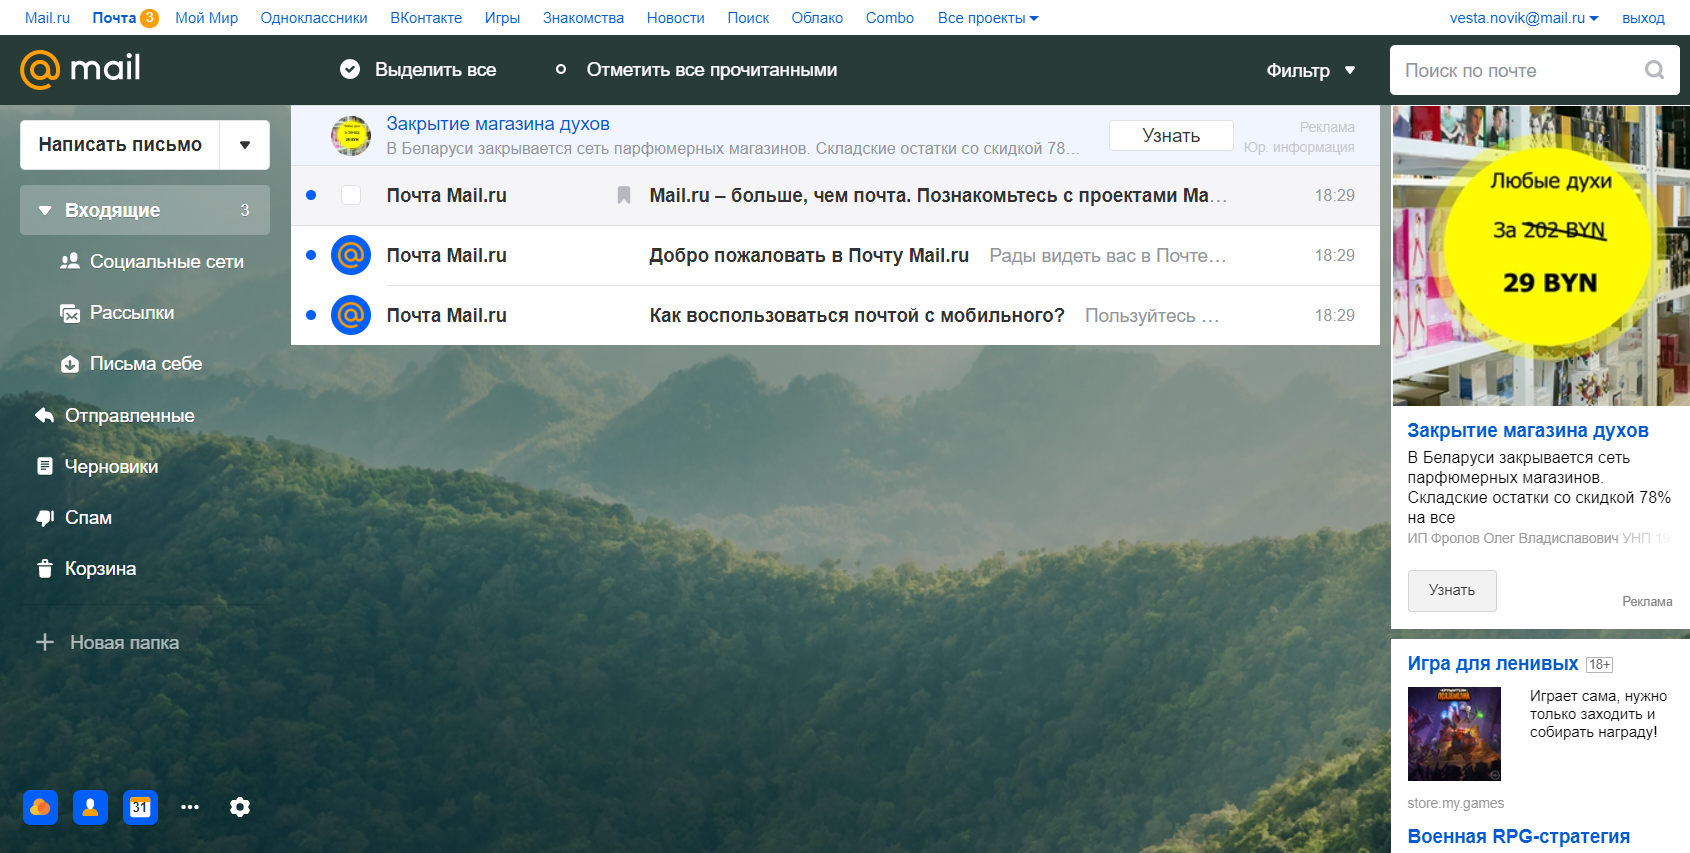 Mail.ru Почта 3 Мой Мир Одноклассники ВКонтакте Игры Знакомства Новости Поиск Облако Combo Все проекты vesta.novik@mail.ru выход
@mail Выделить все Отметить все прочитанными Фильтр Поиск по почте
Написать письмо
Входящие 3
Социальные сети
Рассылки
Письма себе
Отправленные
Черновики
Спам
Корзина
Новая папка
31
Закрытие магазина духов
В Беларуси закрывается сеть парфюмерных магазинов. Складские остатки со скидкой 78...
Узнать
Реклама
Юр. информация
Почта Mail.ru Mail.ru – больше, чем почта. Познакомьтесь с проектами Ma... 18:29
Почта Mail.ru Добро пожаловать в Почту Mail.ru Рады видеть вас в Почте... 18:29
Почта Mail.ru Как воспользоваться почтой с мобильного? Пользуйтесь ... 18:29
Любые духи
За 202 BYN
29 BYN
Закрытие магазина духов
В Беларуси закрывается сеть
парфюмерных магазинов.
Складские остатки со скидкой 78%
на все
ИП Фролов Олег Владиславович УНП 19
Узнать
Реклама
Игра для ленивых 18+
Играет сама, нужно
только заходить и
собирать награду!
store.my.games
Военная RPG-стратегия